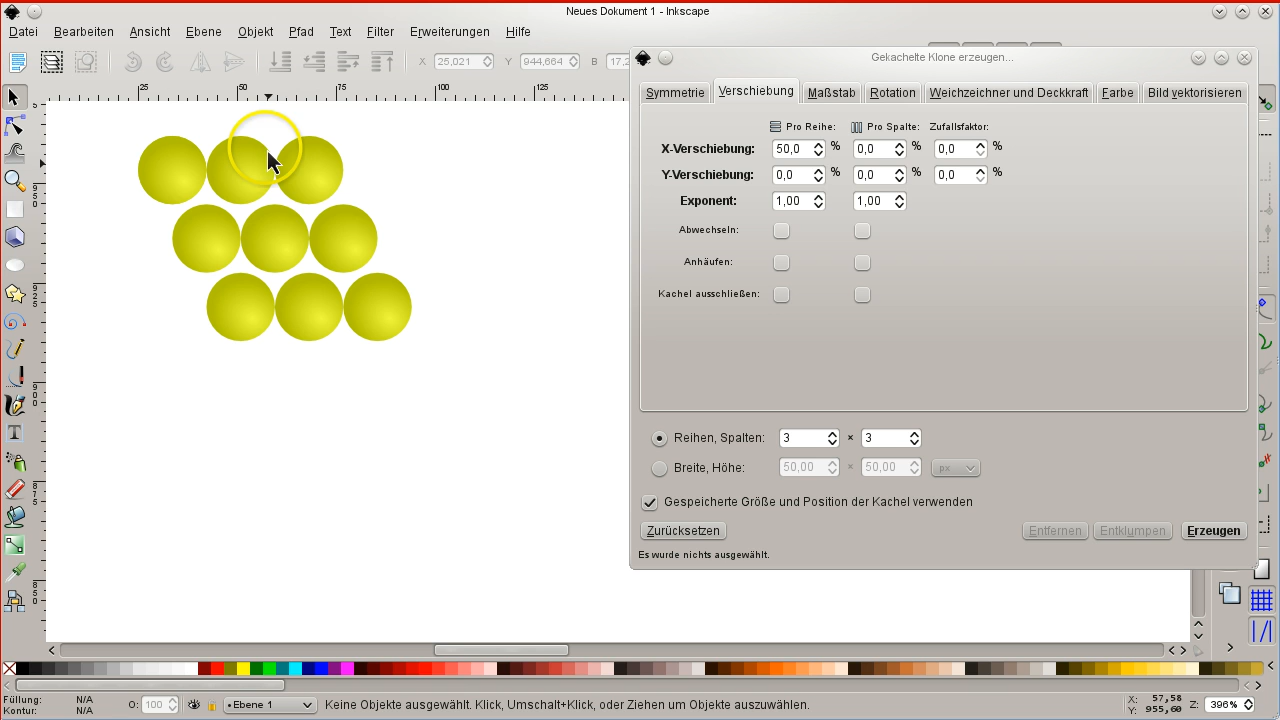 Neues Dokument 1 - Inkscape
Datei Bearbeiten Ansicht Ebene Objekt Pfad Text Filter Erweiterungen Hilfe
X 25,021 Y 944,664 B 17,2
Gekachelte Klone erzeugen...
25 50 75 100 125
Symmetrie Verschiebung Maßstab Rotation Weichzeichner und Deckkraft Farbe Bild vektorisieren
Pro Reihe: Pro Spalte: Zufallsfaktor:
X-Verschiebung: 50,0 % 0,0 % 0,0 %
Y-Verschiebung: 0,0 % 0,0 % 0,0 %
Exponent: 1,00 1,00
Abwechseln:
Anhäufen:
Kachel ausschließen:
Reihen, Spalten: 3 × 3
Breite, Höhe: 50,00 × 50,00 px
Gespeicherte Größe und Position der Kachel verwenden
Zurücksetzen Entfernen Entklumpen Erzeugen
Es wurde nichts ausgewählt.
Füllung: N/A
Kontur: N/A
O: 100
Ebene 1
Keine Objekte ausgewählt.Klick, Umschalt+Klick, oder Ziehen um Objekte auszuwählen.
X: 57,58
Y: 955,60
Z: 396%